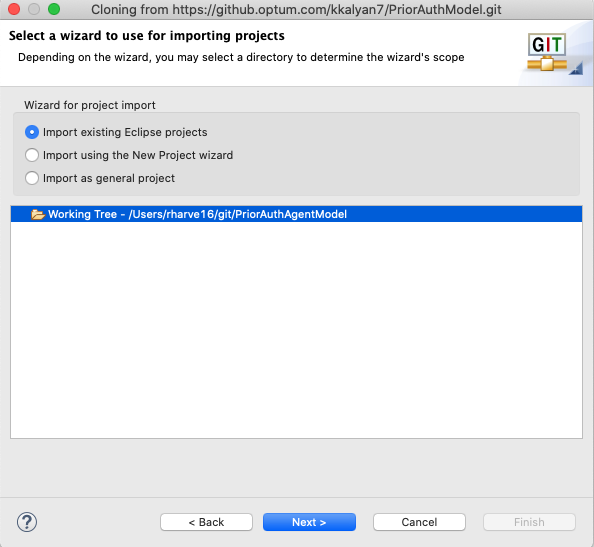 Cloning from https://github.optum.com/kkalyan7/PriorAuthModel.git
Select a wizard to use for importing projects
Depending on the wizard, you may select a directory to determine the wizard's scope
GIT
Wizard for project import
Import existing Eclipse projects
Import using the New Project wizard
Import as general project
Working Tree - /Users/rharve16/git/PriorAuthAgentModel
? < Back Next > Cancel Finish